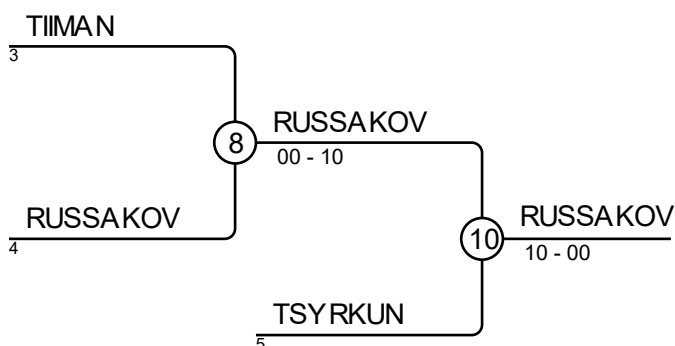 TIIMAN
3
RUSSAKOV
8
00 - 10
RUSSAKOV
4
RUSSAKOV
10
10 - 00
TSYRKUN
5